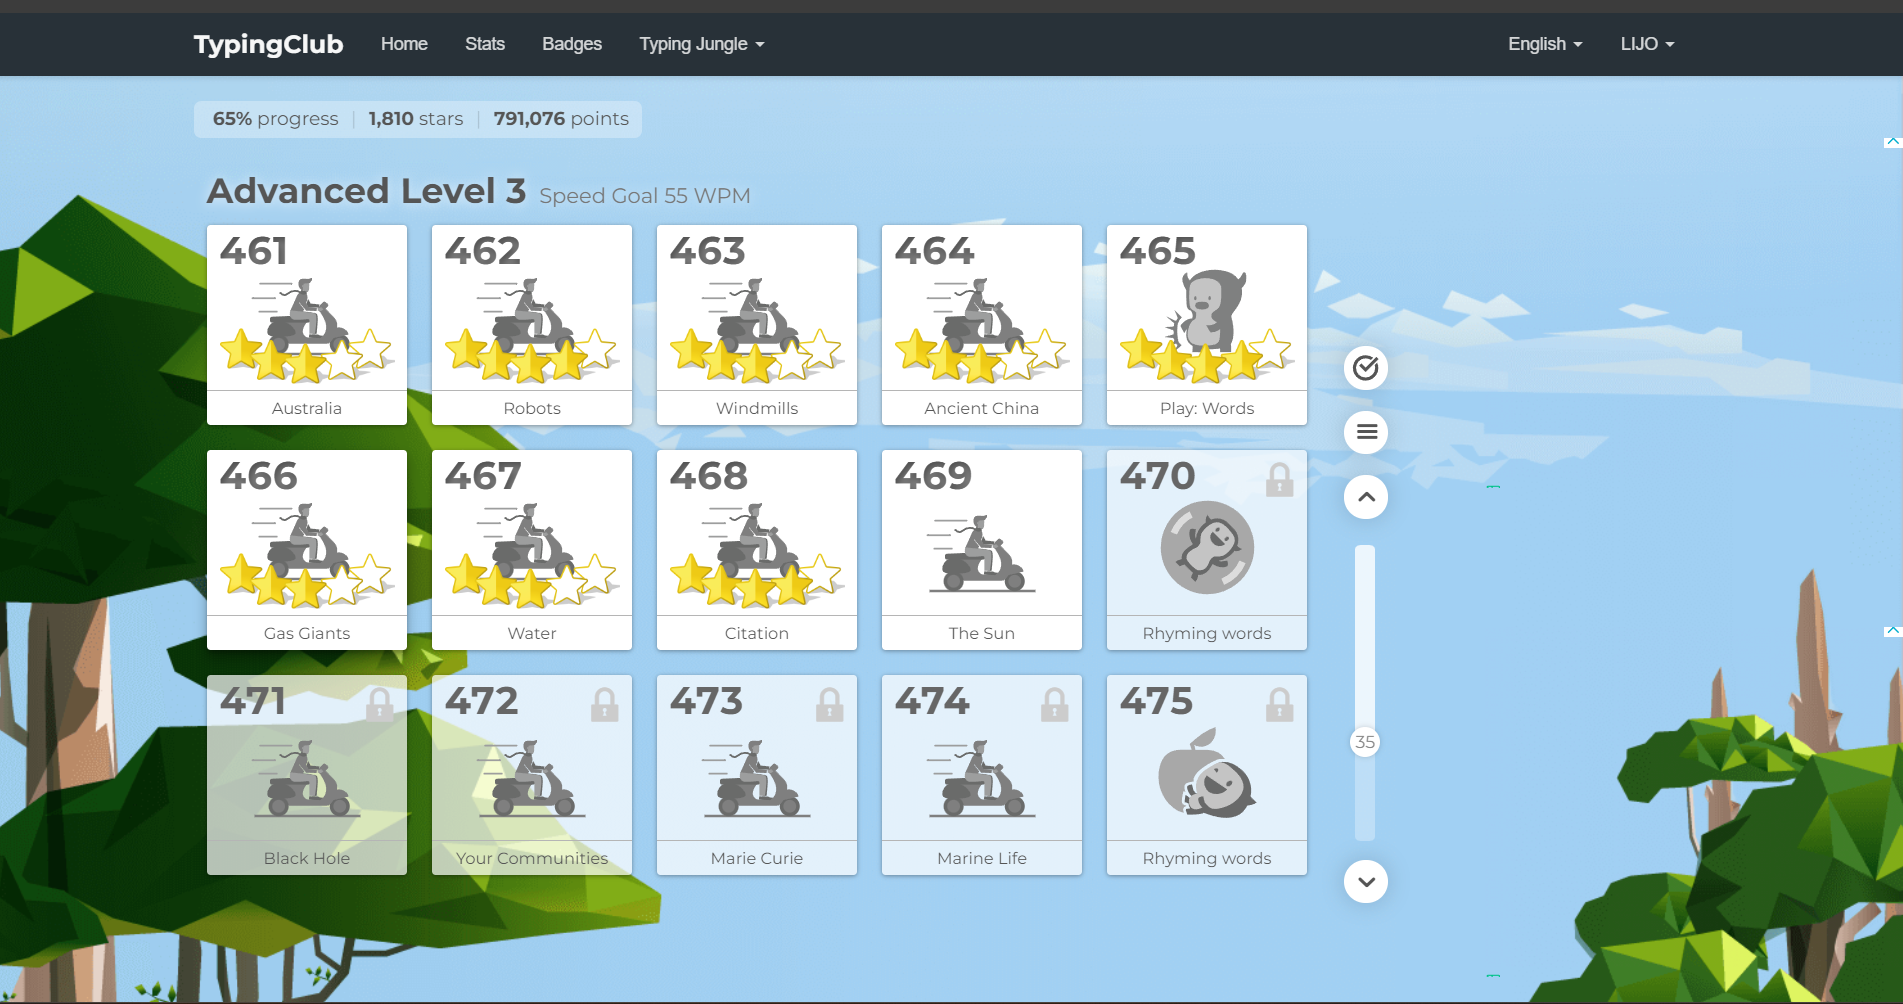 TypingClub Home Stats Badges Typing Jungle English LIJO
65% progress 1,810 stars 791,076 points
Advanced Level 3 Speed Goal 55 WPM
461 462 463 464 465
Australia Robots Windmills Ancient China Play: Words
466 467 468 469 470
Gas Giants Water Citation The Sun Rhyming words
471 472 473 474 475
35
Black Hole Your Communities Marie Curie Marine Life Rhyming words